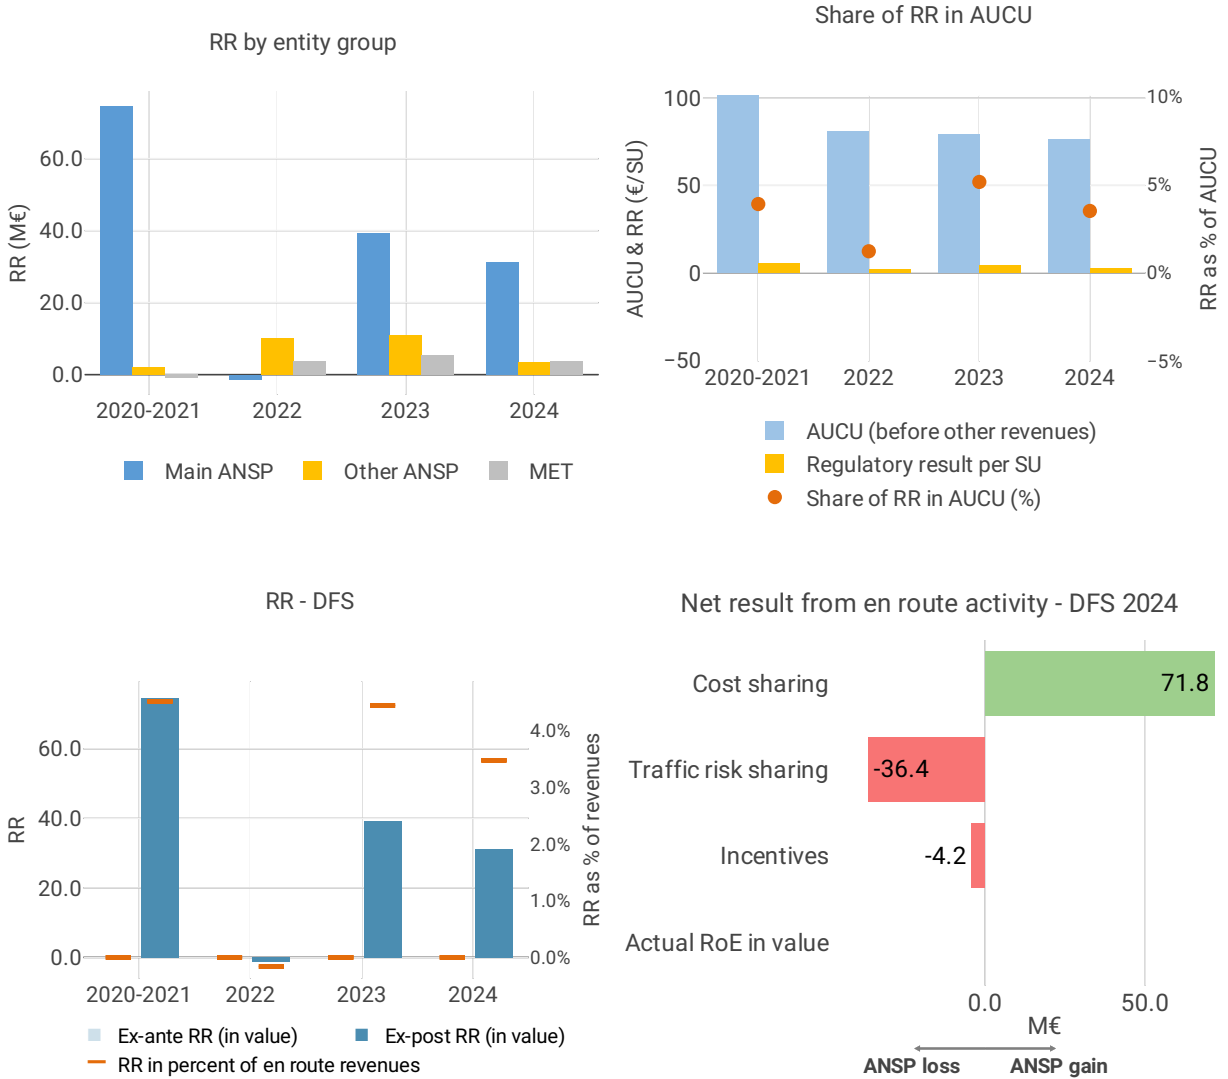 RR by entity group
RR (M€)
60.0
40.0
20.0
0.0
2020-2021 2022 2023 2024
Main ANSP Other ANSP MET
Share of RR in AUCU
AUCU & RR (€/SU)
100
50
0
−50
10%
5%
0%
−5%
RR as % of AUCU
2020-2021 2022 2023 2024
AUCU (before other revenues)
Regulatory result per SU
Share of RR in AUCU (%)
RR - DFS
RR
60.0
40.0
20.0
0.0
4.0%
3.0%
2.0%
1.0%
0.0%
RR as % of revenues
2020-2021 2022 2023 2024
Ex-ante RR (in value) Ex-post RR (in value)
RR in percent of en route revenues
Net result from en route activity - DFS 2024
Cost sharing 71.8
Traffic risk sharing -36.4
Incentives -4.2
Actual RoE in value
0.0 50.0
M€
ANSP loss ANSP gain